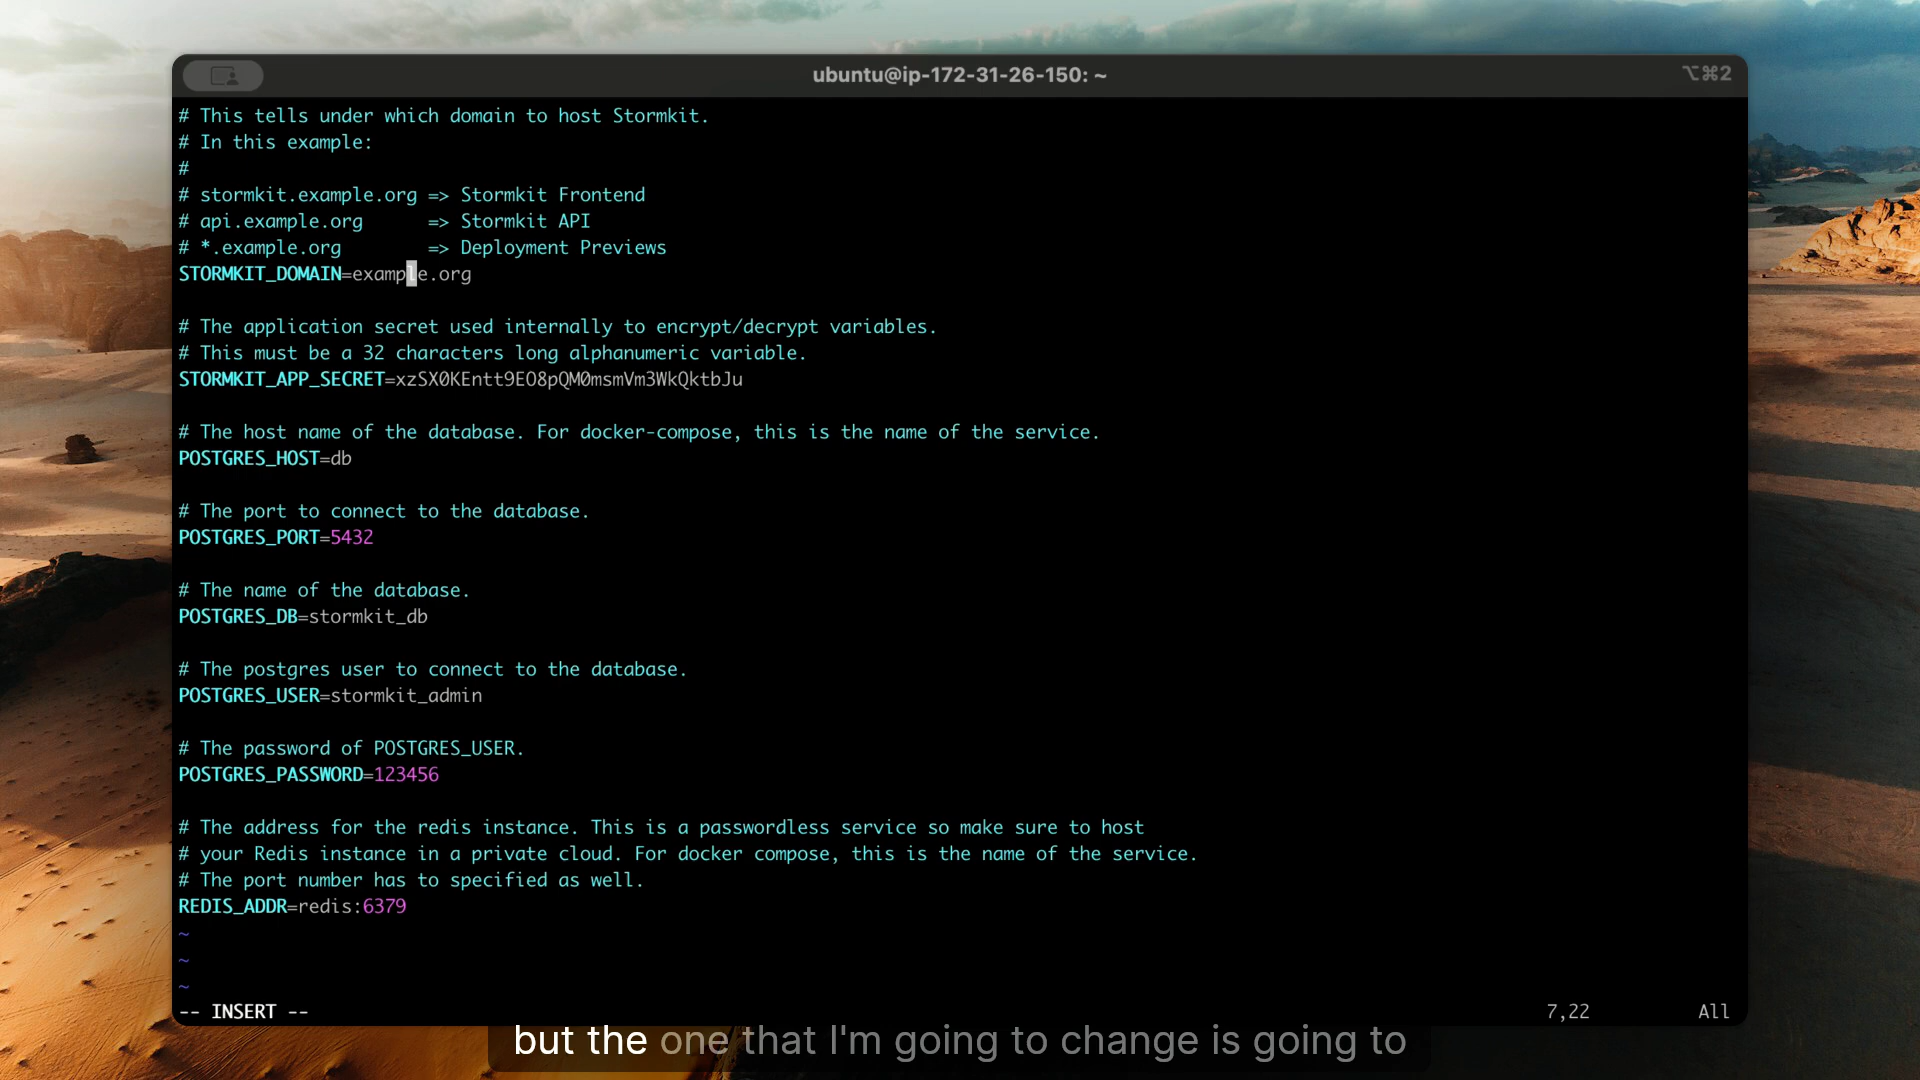 ubuntu@ip-172-31-26-150: ~
⌥⌘2
# This tells under which domain to host Stormkit.
# In this example:
#
# stormkit.example.org => Stormkit Frontend
# api.example.org      => Stormkit API
# *.example.org        => Deployment Previews
STORMKIT_DOMAIN=example.org
# The application secret used internally to encrypt/decrypt variables.
# This must be a 32 characters long alphanumeric variable.
STORMKIT_APP_SECRET=xzSX0KEntt9EO8pQM0msmVm3WkQktbJu
# The host name of the database. For docker-compose, this is the name of the service.
POSTGRES_HOST=db
# The port to connect to the database.
POSTGRES_PORT=5432
# The name of the database.
POSTGRES_DB=stormkit_db
# The postgres user to connect to the database.
POSTGRES_USER=stormkit_admin
# The password of POSTGRES_USER.
POSTGRES_PASSWORD=123456
# The address for the redis instance. This is a passwordless service so make sure to host
# your Redis instance in a private cloud. For docker compose, this is the name of the service.
# The port number has to specified as well.
REDIS_ADDR=redis:6379
~
~
~
-- INSERT -- 7,22 All
but the one that I'm going to change is going to